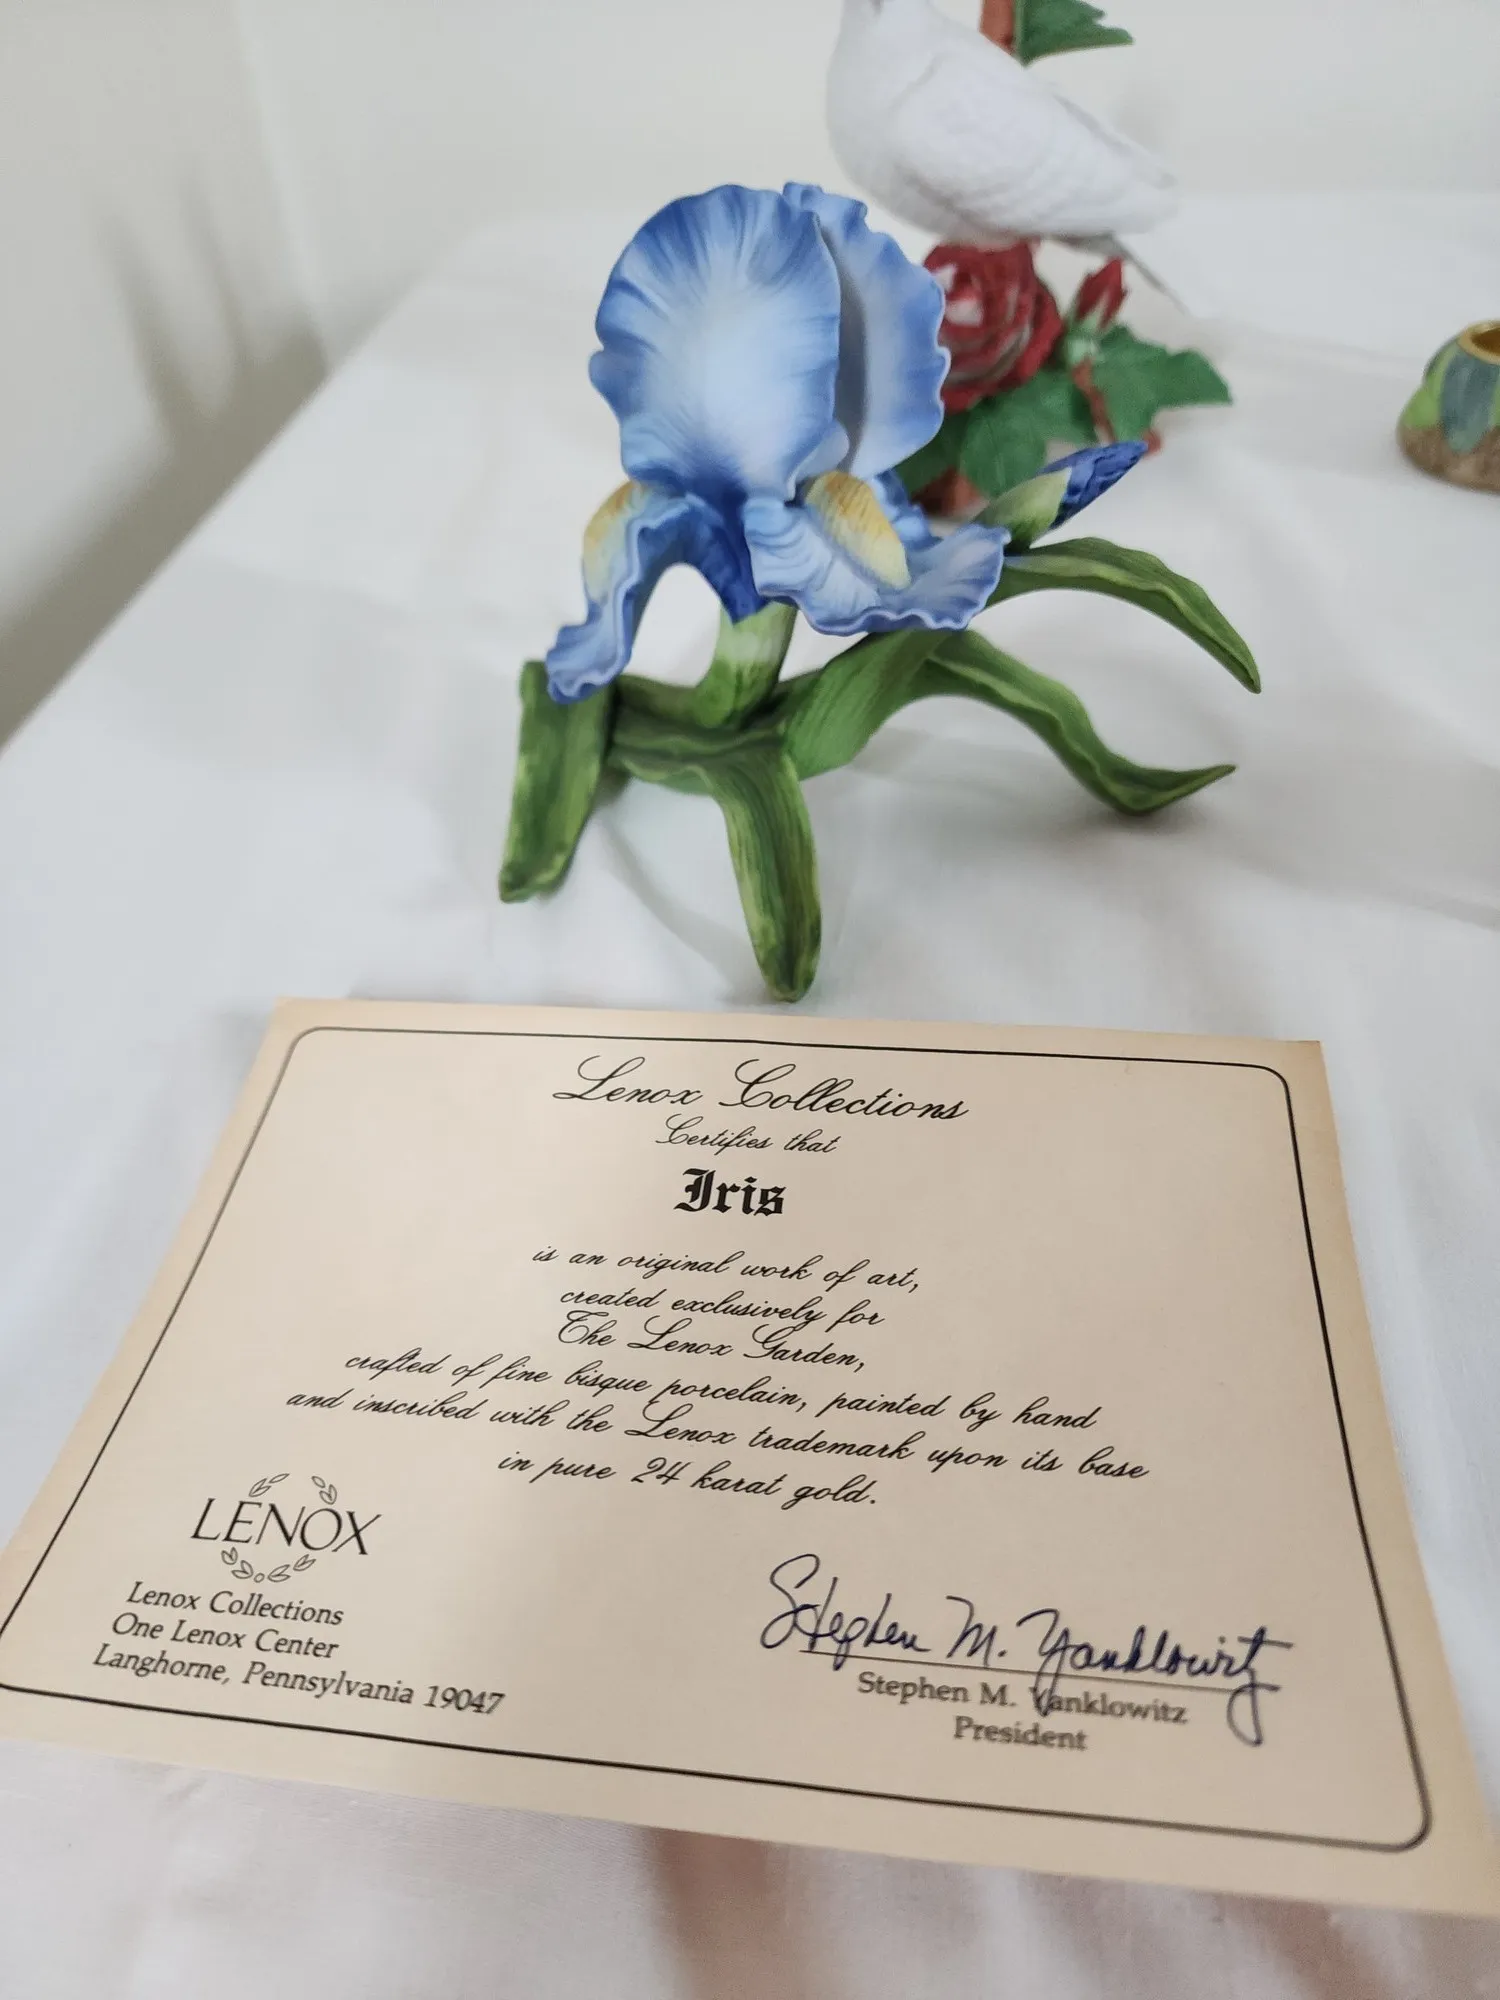 Lenox Collections
Certifies that
Iris
is an original work of art,
created exclusively for
The Lenox Garden,
crafted of fine bisque porcelain, painted by hand
and inscribed with the Lenox trademark upon its base
in pure 24 karat gold.
LENOX
Lenox Collections
One Lenox Center
Langhorne, Pennsylvania 19047
Stephen M. Yanklowitz
Stephen M. Yanklowitz
President